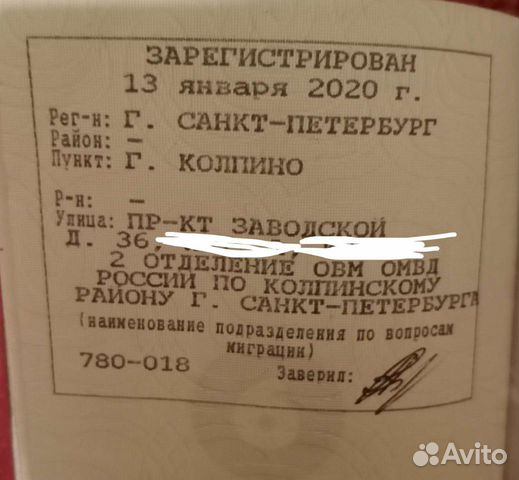 ЗАРЕГИСТРИРОВАН
13 января 2020 г.
Рег-н: Г. САНКТ-ПЕТЕРБУРГ
Район: –
Пункт: Г. КОЛПИНО
Р-н: –
Улица: ПР-КТ ЗАВОДСКОЙ
Д. 36,
2 ОТДЕЛЕНИЕ ОВМ ОМВД
РОССИИ ПО КОЛПИНСКОМУ
РАЙОНУ Г. САНКТ-ПЕТЕРБУРГА
(наименование подразделения по вопросам
миграции)
780-018 Заверил:
Avito